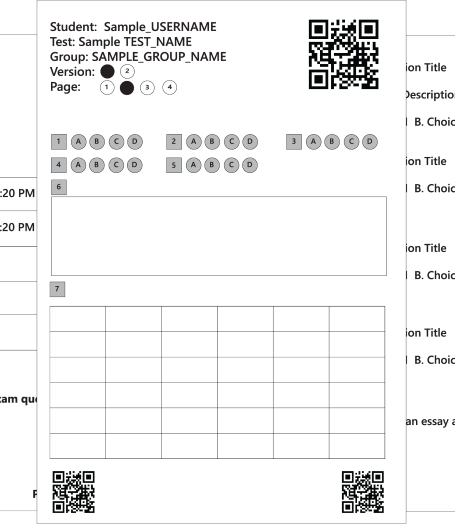 Student: Sample_USERNAME
Test: Sample TEST_NAME
Group: SAMPLE_GROUP_NAME
Version: 2
Page: 1 3 4
1 A B C D 2 A B C D 3 A B C D
4 A B C D 5 A B C D
6
7
:20 PM
:20 PM
am que
ion Title
Description
B. Choic
ion Title
B. Choic
ion Title
B. Choic
ion Title
B. Choic
an essay a